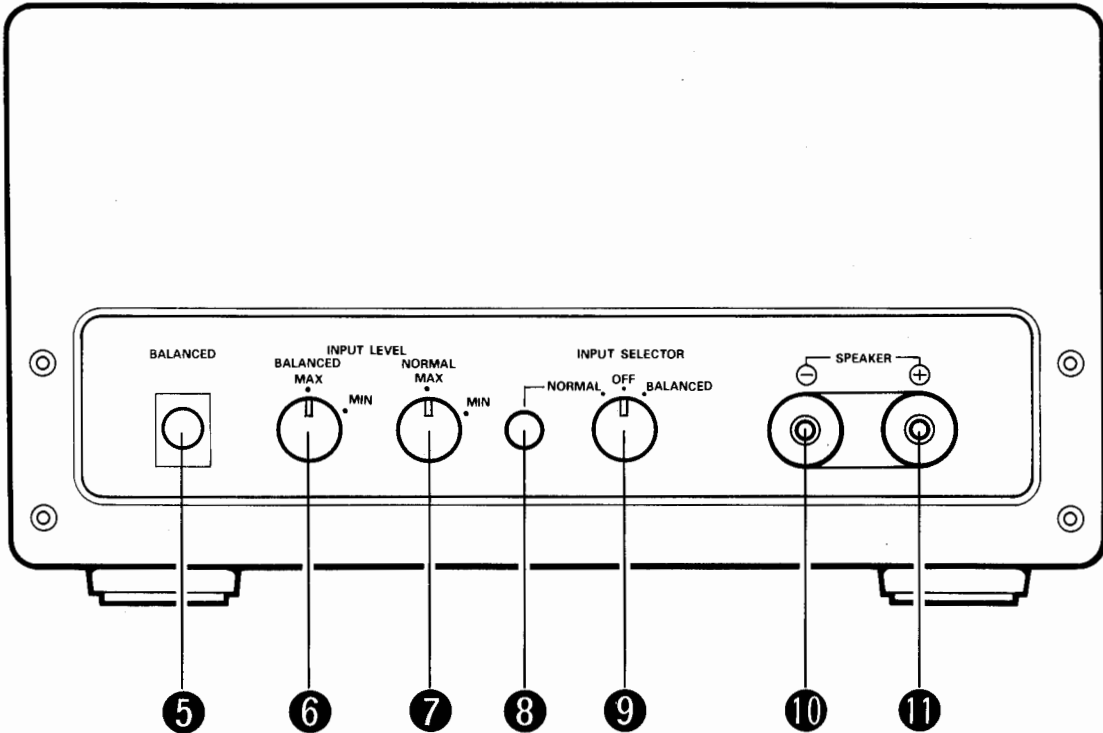 BALANCED
INPUT LEVEL
BALANCED
NORMAL
MAX
MAX
MIN
MIN
INPUT SELECTOR
NORMAL OFF BALANCED
SPEAKER
⊖ ⊕
5 6 7 8 9 10 11